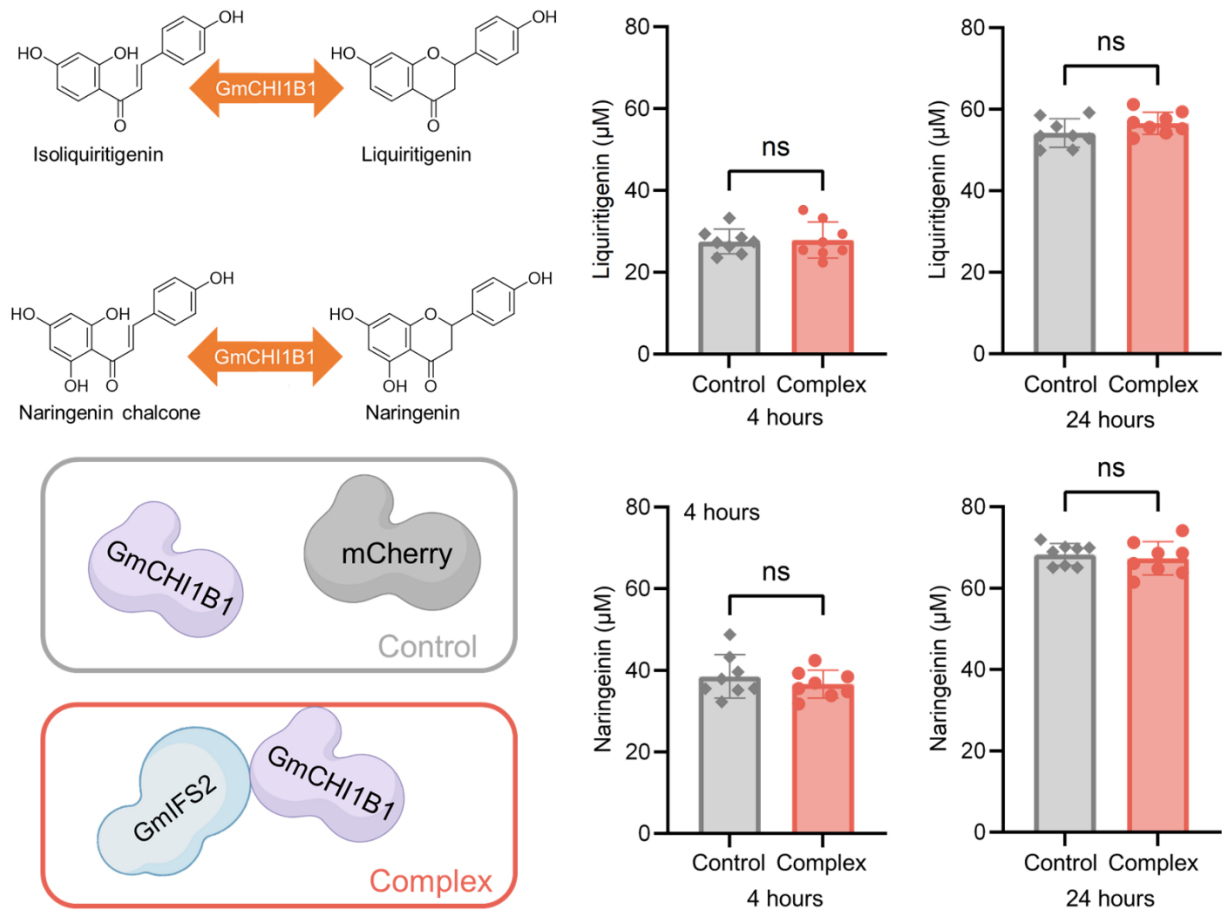 OH
HO
OH
O
GmCHI1B1
Isoliquiritigenin
OH
HO
O
O
Liquiritigenin
OH
HO
OH
OH
O
GmCHI1B1
Naringenin chalcone
OH
HO
O
OH
O
Naringenin
GmCHI1B1
mCherry
Control
GmIFS2
GmCHI1B1
Complex
Liquiritigenin (µM)
80
60
40
20
0
ns
Control Complex
4 hours
Liquiritigenin (µM)
80
60
40
20
0
ns
Control Complex
24 hours
Naringeinin (µM)
80
60
40
20
0
4 hours
ns
Control Complex
4 hours
Naringenin (µM)
80
60
40
20
0
ns
Control Complex
24 hours